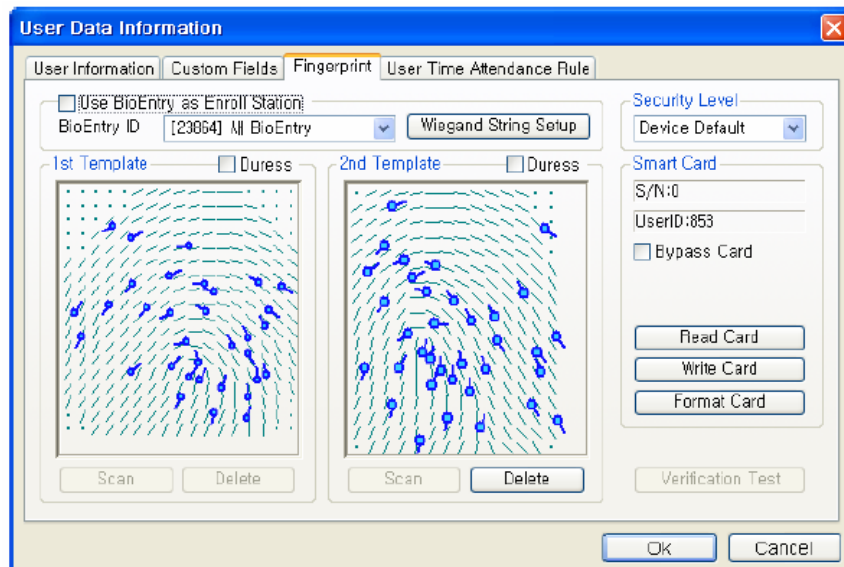 User Data Information
User Information Custom Fields Fingerprint User Time Attendance Rule
Use BioEntry as Enroll Station
BioEntry ID [23864] 새 BioEntry Wiegand String Setup
Security Level
Device Default
1st Template Duress
2nd Template Duress
Smart Card
S/N:0
UserID:853
Bypass Card
Read Card
Write Card
Format Card
Scan Delete
Scan Delete
Verification Test
Ok Cancel